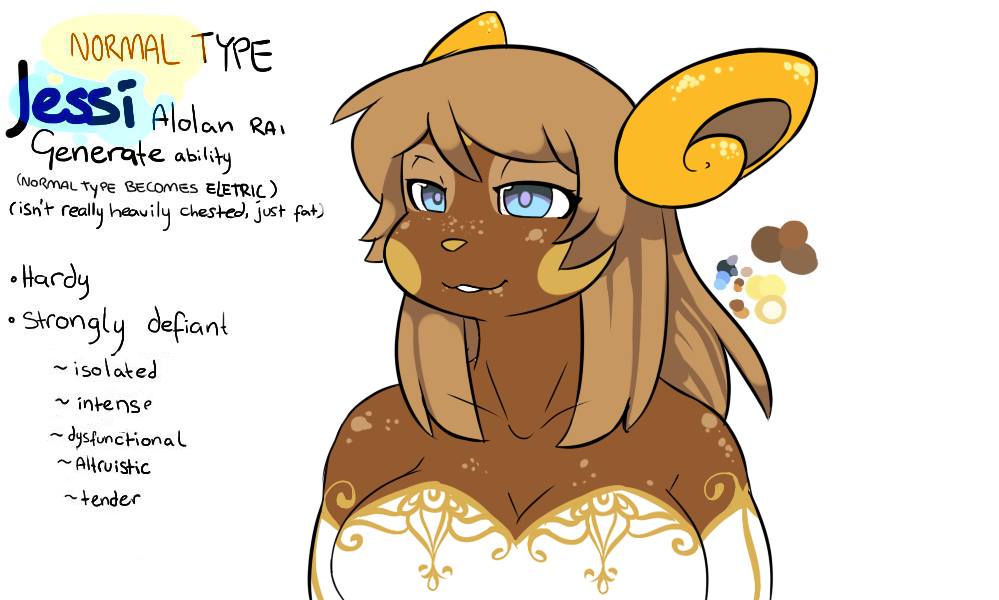 NORMAL TYPE
Jessi Alolan RAI
Generate ability
(NORMAL TYPE BECOMES ELETRIC)
(isn't really heavily chested, just fat)
• Hardy
• Strongly defiant
~ isolated
~ intense
~ dysfunctional
~ Altruistic
~ tender